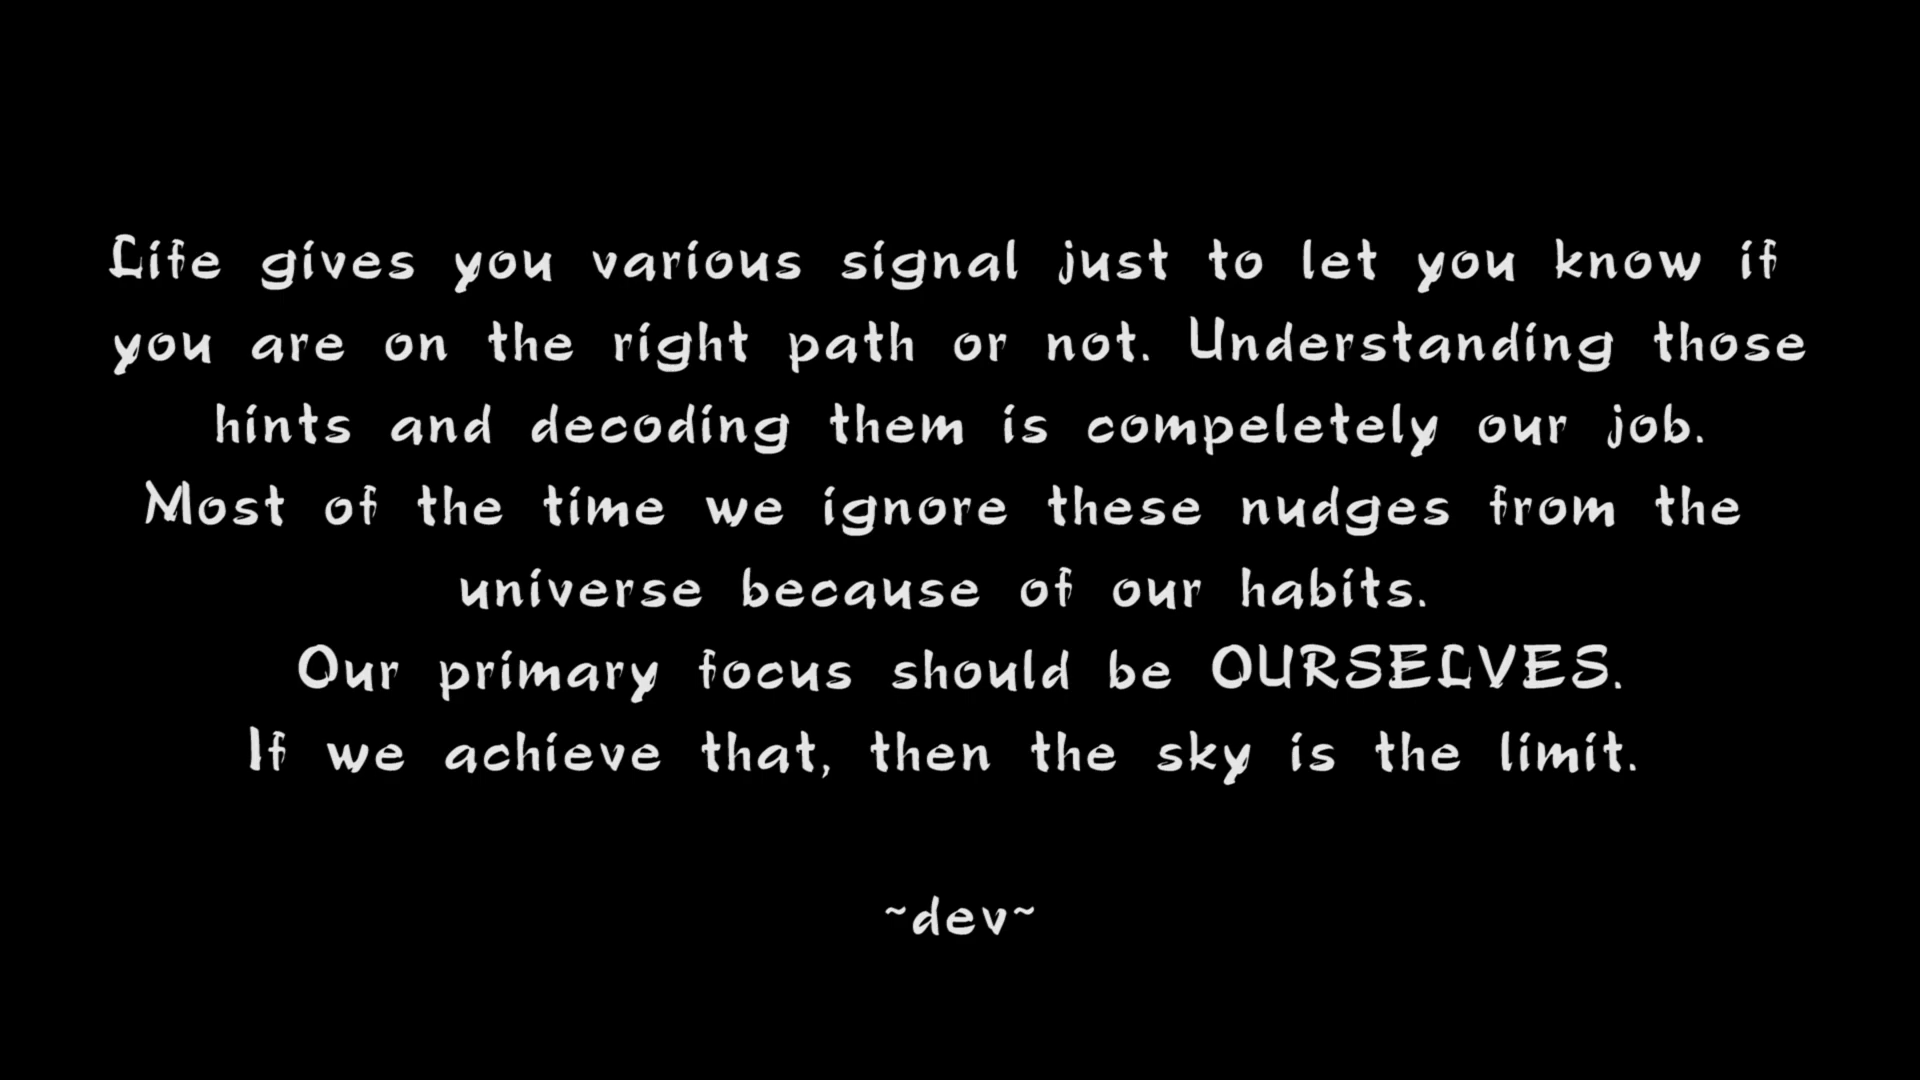 Life gives you various signal just to let you know if
you are on the right path or not. Understanding those
hints and decoding them is compeletely our job.
Most of the time we ignore these nudges from the
universe because of our habits.
Our primary focus should be OURSELVES.
If we achieve that, then the sky is the limit.
~dev~